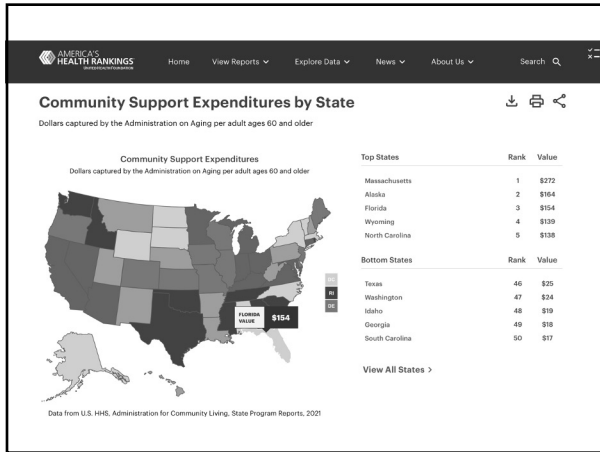 AMERICA'S
HEALTH RANKINGS
UNITED HEALTH FOUNDATION
Home View Reports Explore Data News About Us Search
Community Support Expenditures by State
Dollars captured by the Administration on Aging per adult ages 60 and older
Community Support Expenditures
Dollars captured by the Administration on Aging per adult ages 60 and older
DC
RI
DE
FLORIDA
VALUE $154
Data from U.S. HHS, Administration for Community Living, State Program Reports, 2021
Top States Rank Value
Massachusetts 1 $272
Alaska 2 $164
Florida 3 $154
Wyoming 4 $139
North Carolina 5 $138
Bottom States Rank Value
Texas 46 $25
Washington 47 $24
Idaho 48 $19
Georgia 49 $18
South Carolina 50 $17
View All States >